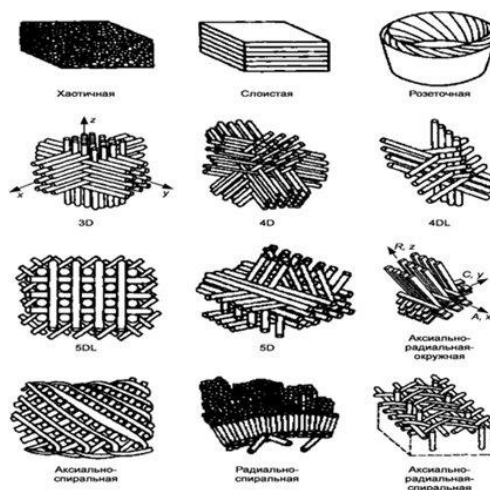 Хаотичная
Слоистая
Розеточная
z
x
y
3D
4D
4DL
R, z
C, y
A, x
5DL
5D
Аксиально-
радиальная-
окружная
Аксиально-
спиральная
Радиально-
спиральная
Аксиально-
радиальная-
спиральная